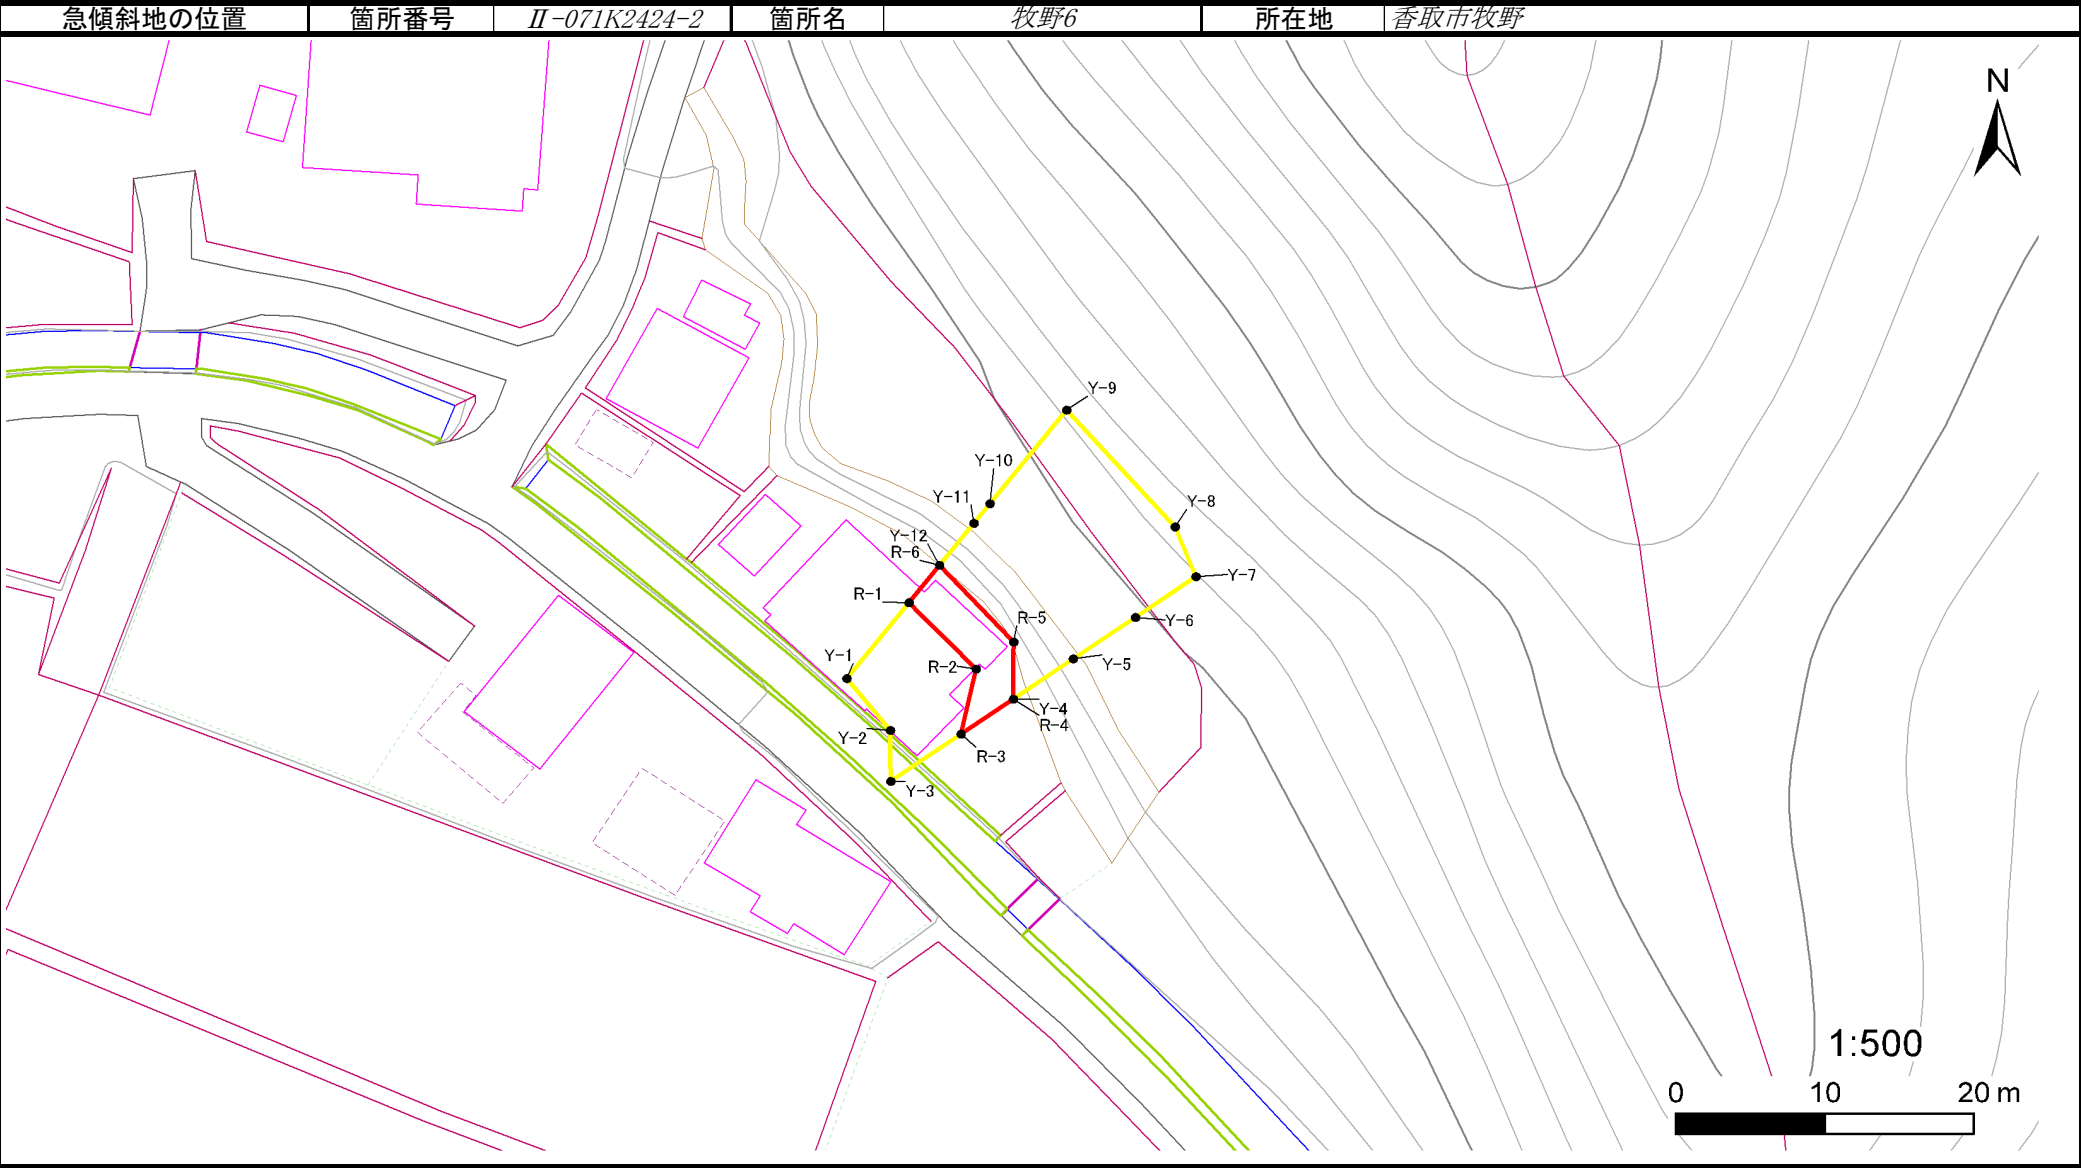 急傾斜地の位置 箇所番号 Ⅱ-071K2424-2 箇所名 牧野6 所在地 香取市牧野
N
Y-9
Y-10
Y-11
Y-8
Y-12
R-6
Y-7
R-1
R-5
Y-6
Y-1
R-2
Y-5
Y-4
R-4
Y-2
R-3
Y-3
1:500
0 10 20 m